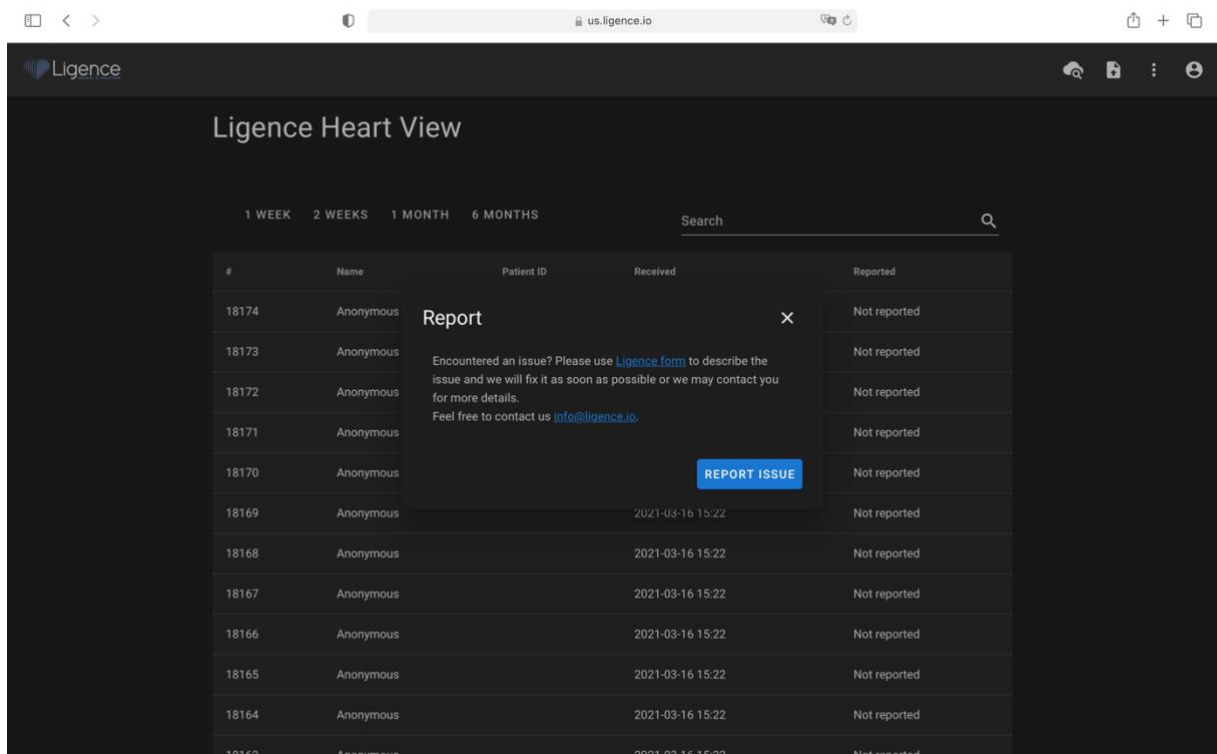 us.ligence.io
Ligence
Ligence Heart View
1 WEEK 2 WEEKS 1 MONTH 6 MONTHS Search
# Name Patient ID Received Reported
18174 Anonymous Not reported
18173 Anonymous Not reported
18172 Anonymous Not reported
18171 Anonymous Not reported
18170 Anonymous Not reported
Report
Encountered an issue? Please use Ligence form to describe the
issue and we will fix it as soon as possible or we may contact you
for more details.
Feel free to contact us info@ligence.io.
REPORT ISSUE
18169 Anonymous 2021-03-16 15:22 Not reported
18168 Anonymous 2021-03-16 15:22 Not reported
18167 Anonymous 2021-03-16 15:22 Not reported
18166 Anonymous 2021-03-16 15:22 Not reported
18165 Anonymous 2021-03-16 15:22 Not reported
18164 Anonymous 2021-03-16 15:22 Not reported